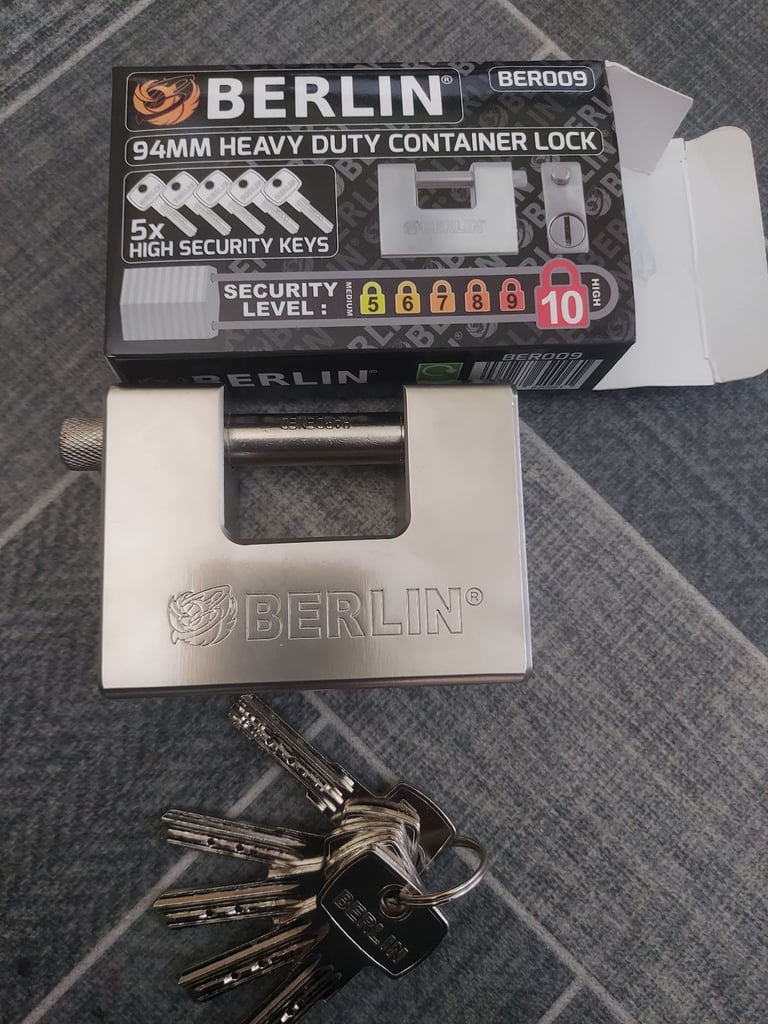 BERLIN®
BER009
94MM HEAVY DUTY CONTAINER LOCK
5x
HIGH SECURITY KEYS
BERLIN
SECURITY
LEVEL :
MEDIUM
5
6
7
8
9
10
HIGH
BERLIN®
BER009
HARDENED
BERLIN®
BERLIN